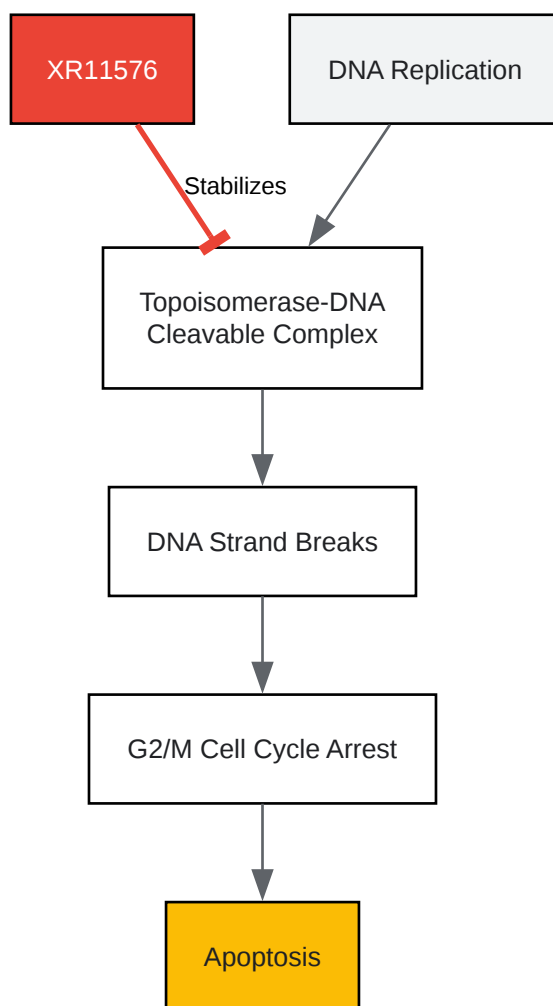 XR11576
DNA Replication
Stabilizes
Topoisomerase-DNA
Cleavable Complex
DNA Strand Breaks
G2/M Cell Cycle Arrest
Apoptosis